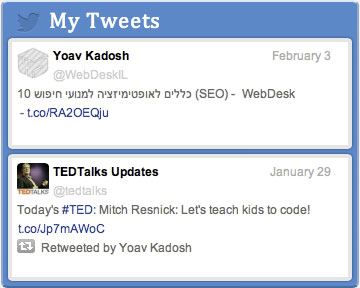 My Tweets
Yoav Kadosh February 3
@WebDeskIL
10 כללים לאופטימיזציה למנועי חיפוש (SEO) - WebDesk
- t.co/RA2OEQju
TEDTalks Updates January 29
@tedtalks
Today's #TED: Mitch Resnick: Let's teach kids to code!
t.co/Jp7mAWoC
Retweeted by Yoav Kadosh